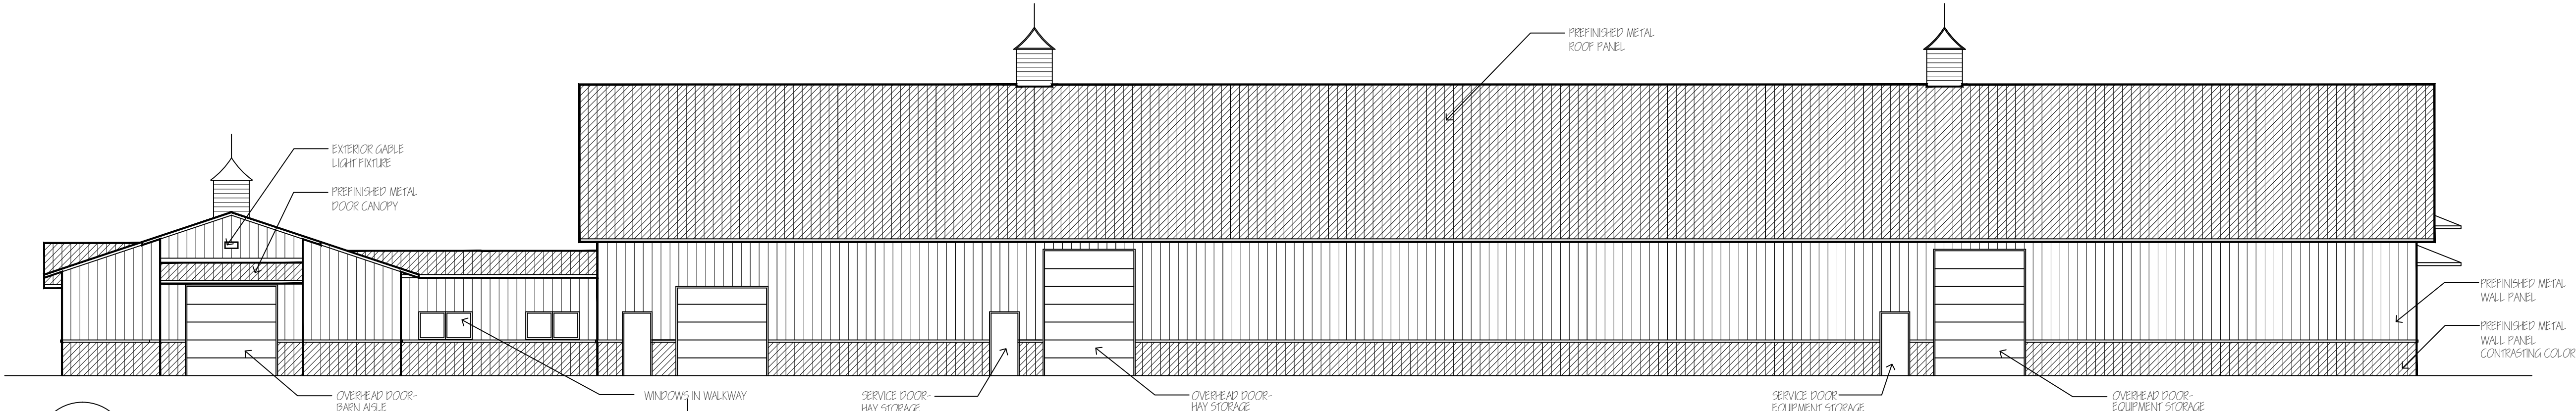 PREFINISHED METAL
ROOF PANEL
EXTERIOR GABLE
LIGHT FIXTURE
PREFINISHED METAL
DOOR CANOPY
PREFINISHED METAL
WALL PANEL
PREFINISHED METAL
WALL PANEL
CONTRASTING COLOR
OVERHEAD DOOR-
BARN AISLE
WINDOWS IN WALKWAY
SERVICE DOOR-
HAY STORAGE
OVERHEAD DOOR-
HAY STORAGE
SERVICE DOOR-
EQUIPMENT STORAGE
OVERHEAD DOOR-
EQUIPMENT STORAGE